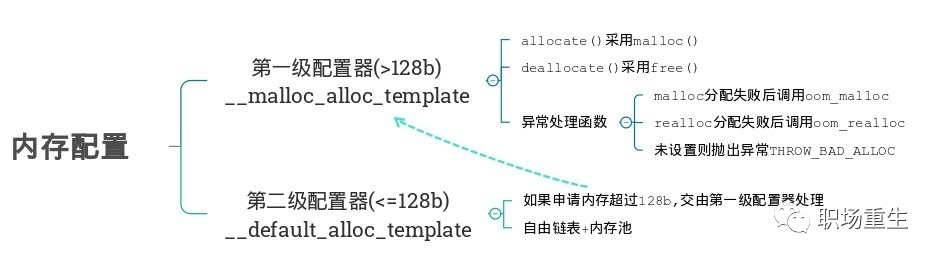 内存配置
第一级配置器(>128b)
__malloc_alloc_template
allocate()采用malloc()
deallocate()采用free()
异常处理函数
malloc分配失败后调用oom_malloc
realloc分配失败后调用oom_realloc
未设置则抛出异常THROW_BAD_ALLOC
第二级配置器(<=128b)
__default_alloc_template
如果申请内存超过128b,交由第一级配置器处理
自由链表+内存池
职场重生